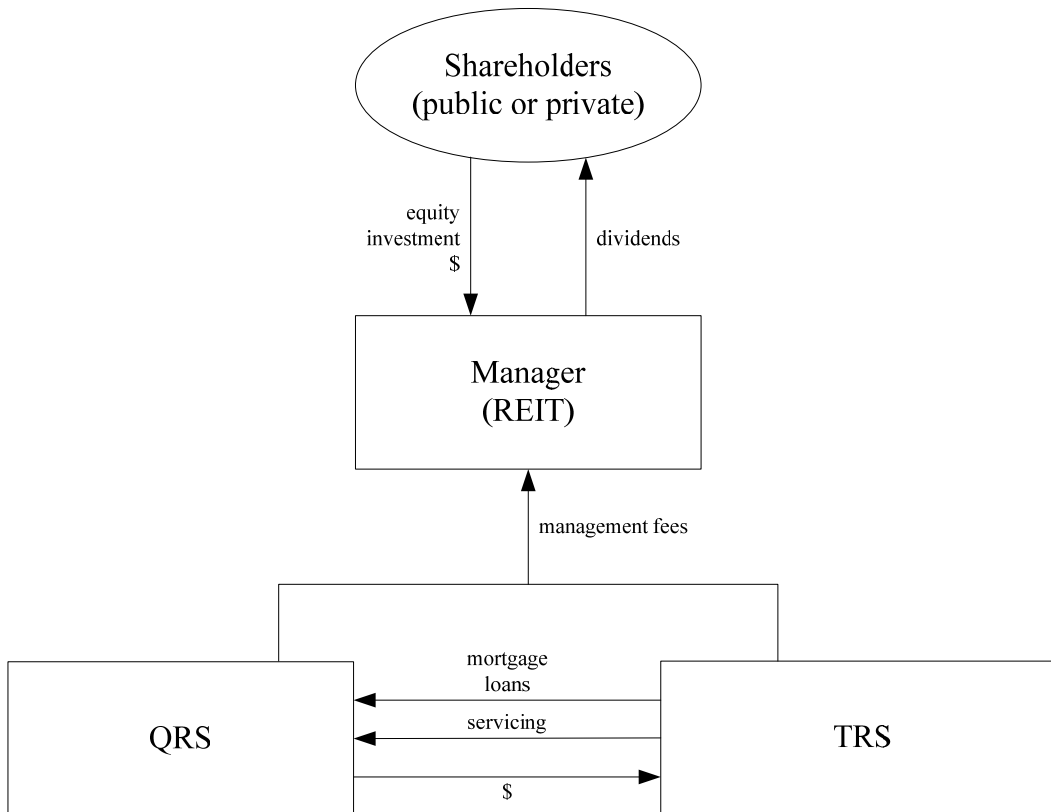 Shareholders
(public or private)
equity
investment
$
dividends
Manager
(REIT)
management fees
mortgage
loans
servicing
QRS
TRS
$